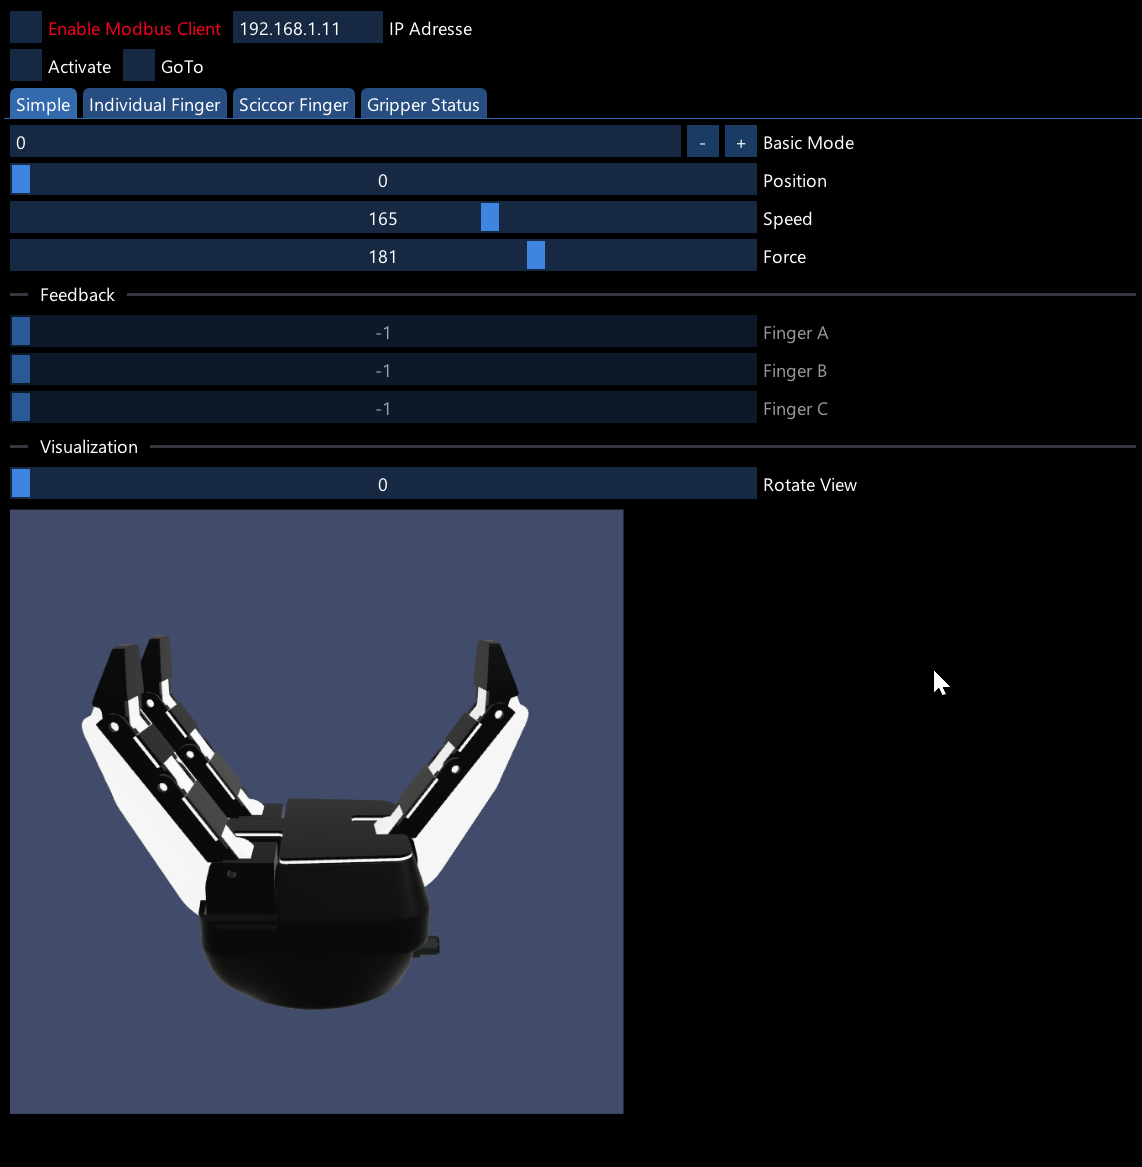 Enable Modbus Client 192.168.1.11 IP Adresse
Activate GoTo
Simple Individual Finger Sciccor Finger Gripper Status
0 - + Basic Mode
0 Position
165 Speed
181 Force
Feedback
-1 Finger A
-1 Finger B
-1 Finger C
Visualization
0 Rotate View